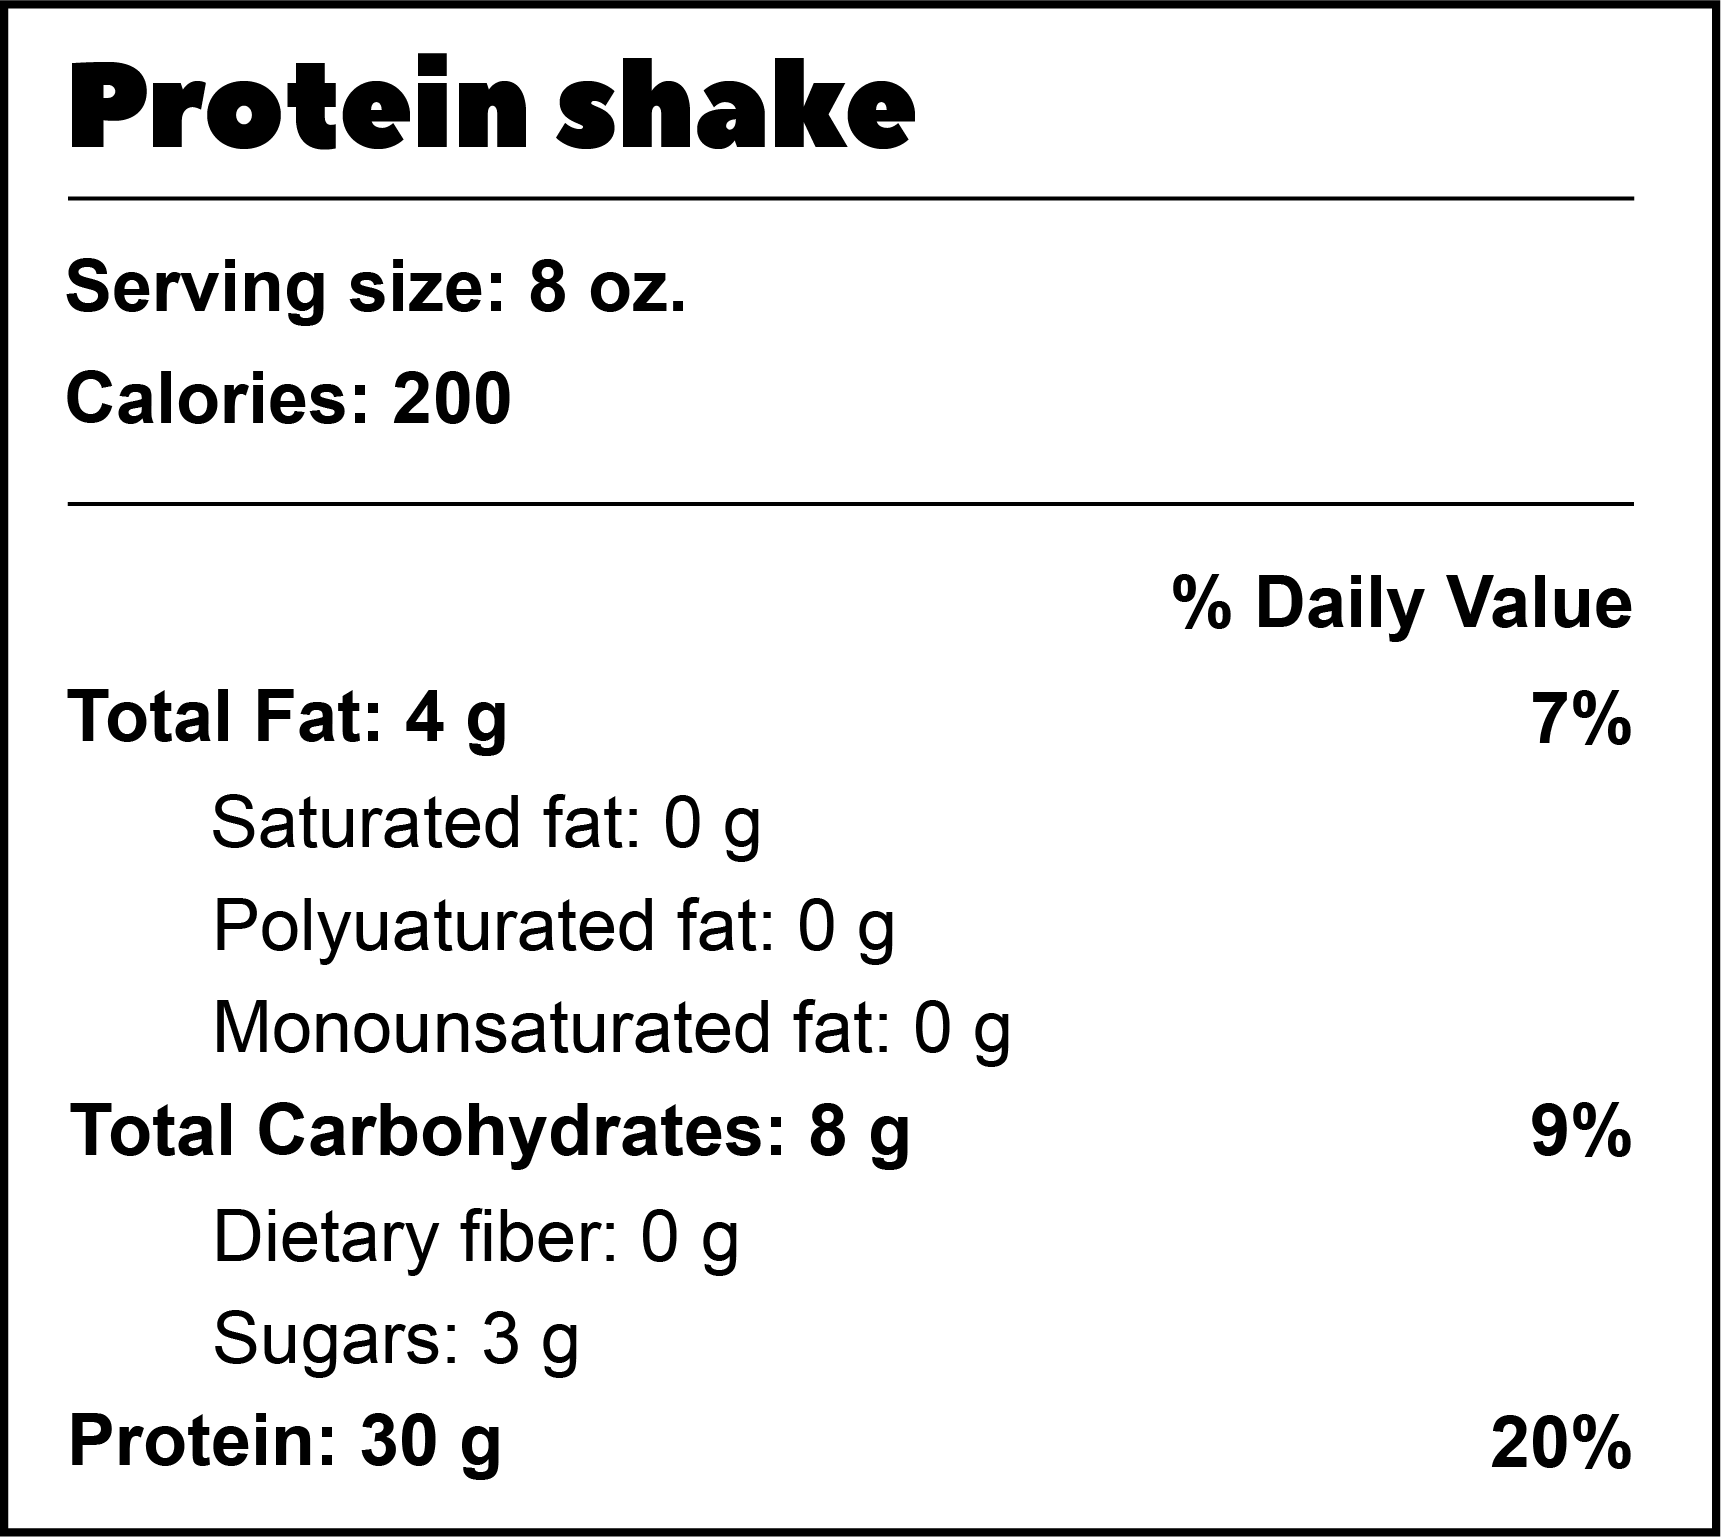 Protein shake
Serving size: 8 oz.
Calories: 200
% Daily Value
Total Fat: 4 g 7%
Saturated fat: 0 g
Polyuaturated fat: 0 g
Monounsaturated fat: 0 g
Total Carbohydrates: 8 g 9%
Dietary fiber: 0 g
Sugars: 3 g
Protein: 30 g 20%